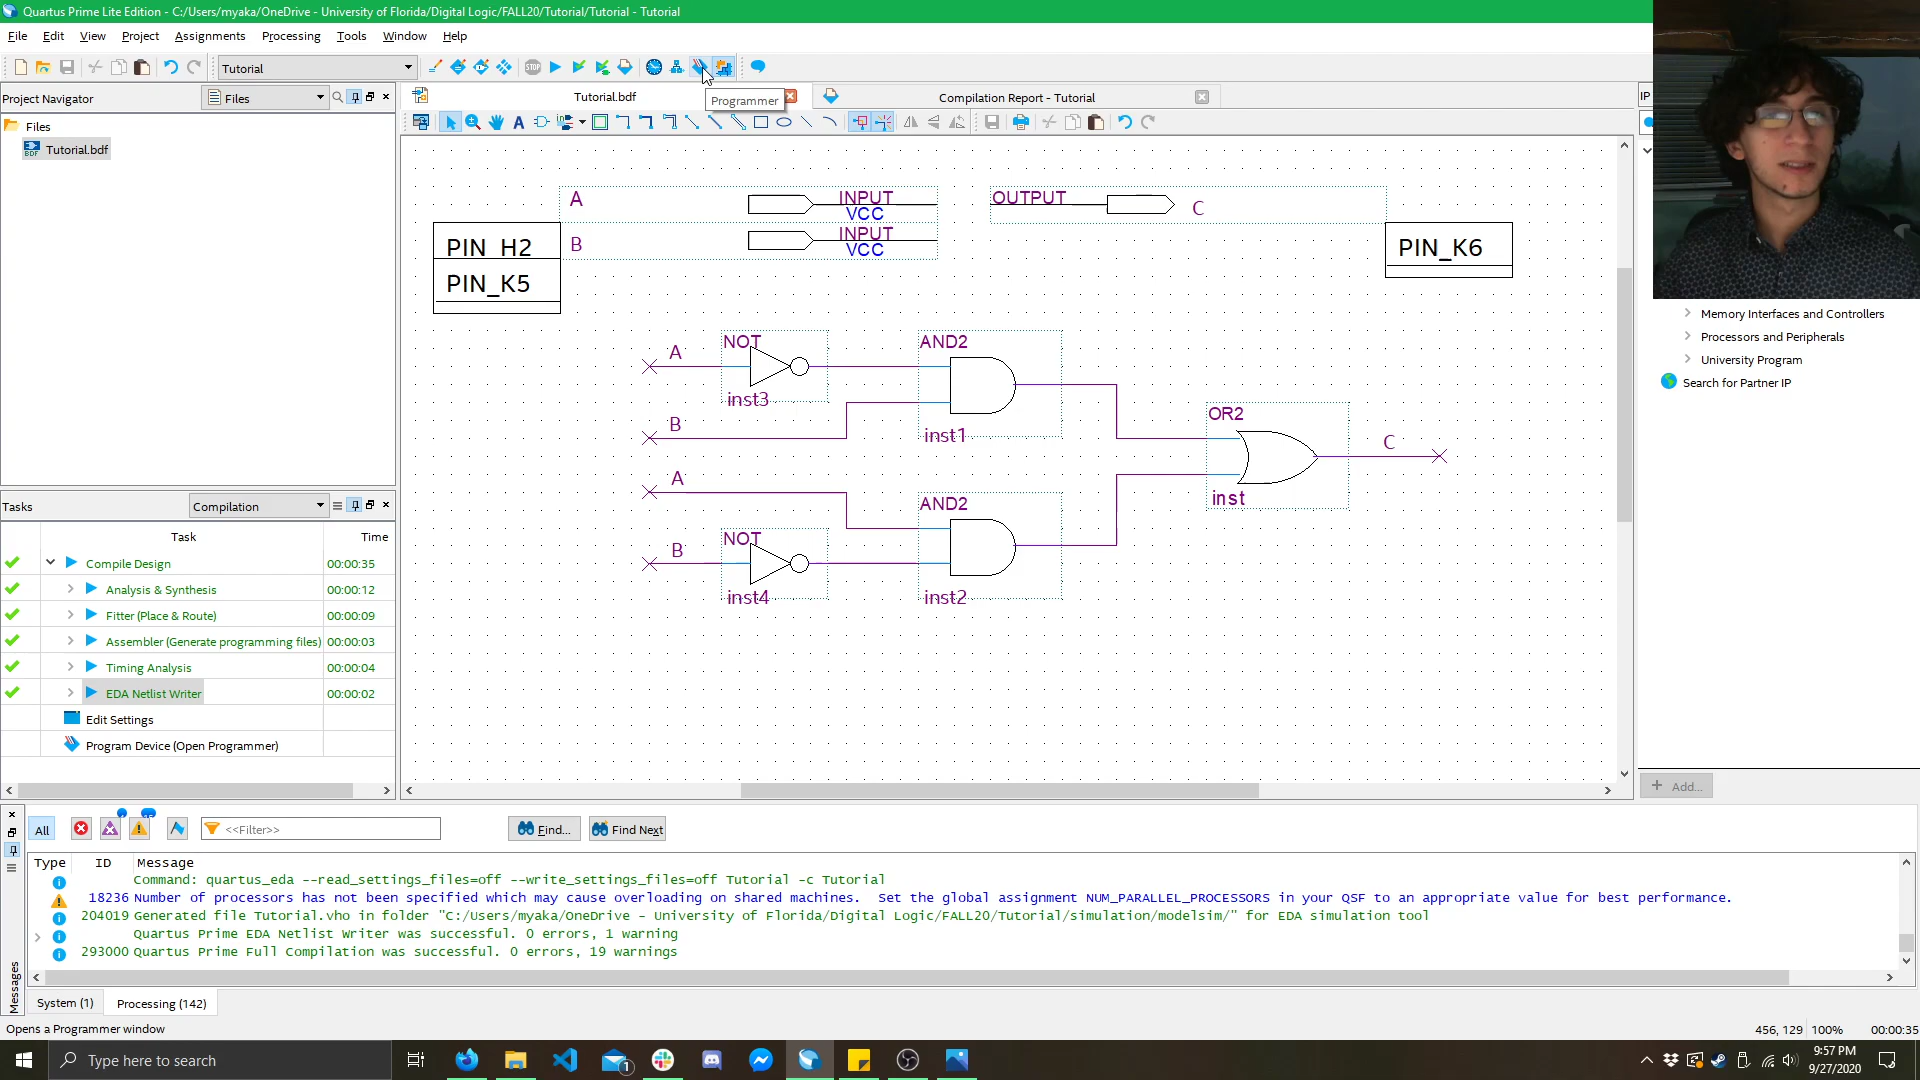 Quartus Prime Lite Edition - C:/Users/myaka/OneDrive - University of Florida/Digital Logic/FALL20/Tutorial/Tutorial - Tutorial
File Edit View Project Assignments Processing Tools Window Help
Tutorial
STOP
Project Navigator Files
Tutorial.bdf
Compilation Report - Tutorial
IP
Programmer
Files
Tutorial.bdf
A INPUT VCC
B INPUT VCC
OUTPUT C
PIN_H2
PIN_K5
PIN_K6
A NOT inst3
AND2 inst1
B
OR2 inst
C
A
AND2 inst2
B NOT inst4
Memory Interfaces and Controllers
Processors and Peripherals
University Program
Search for Partner IP
Add...
Tasks Compilation
Task Time
Compile Design 00:00:35
Analysis & Synthesis 00:00:12
Fitter (Place & Route) 00:00:09
Assembler (Generate programming files) 00:00:03
Timing Analysis 00:00:04
EDA Netlist Writer 00:00:02
Edit Settings
Program Device (Open Programmer)
All <<Filter>> Find... Find Next
Type ID Message
Command: quartus_eda --read_settings_files=off --write_settings_files=off Tutorial -c Tutorial
18236 Number of processors has not been specified which may cause overloading on shared machines. Set the global assignment NUM_PARALLEL_PROCESSORS in your QSF to an appropriate value for best performance.
204019 Generated file Tutorial.vho in folder "C:/Users/myaka/OneDrive - University of Florida/Digital Logic/FALL20/Tutorial/simulation/modelsim/" for EDA simulation tool
Quartus Prime EDA Netlist Writer was successful. 0 errors, 1 warning
293000 Quartus Prime Full Compilation was successful. 0 errors, 19 warnings
Messages
System (1) Processing (142)
Opens a Programmer window
456, 129 100% 00:00:35
Type here to search
1
9:57 PM
9/27/2020